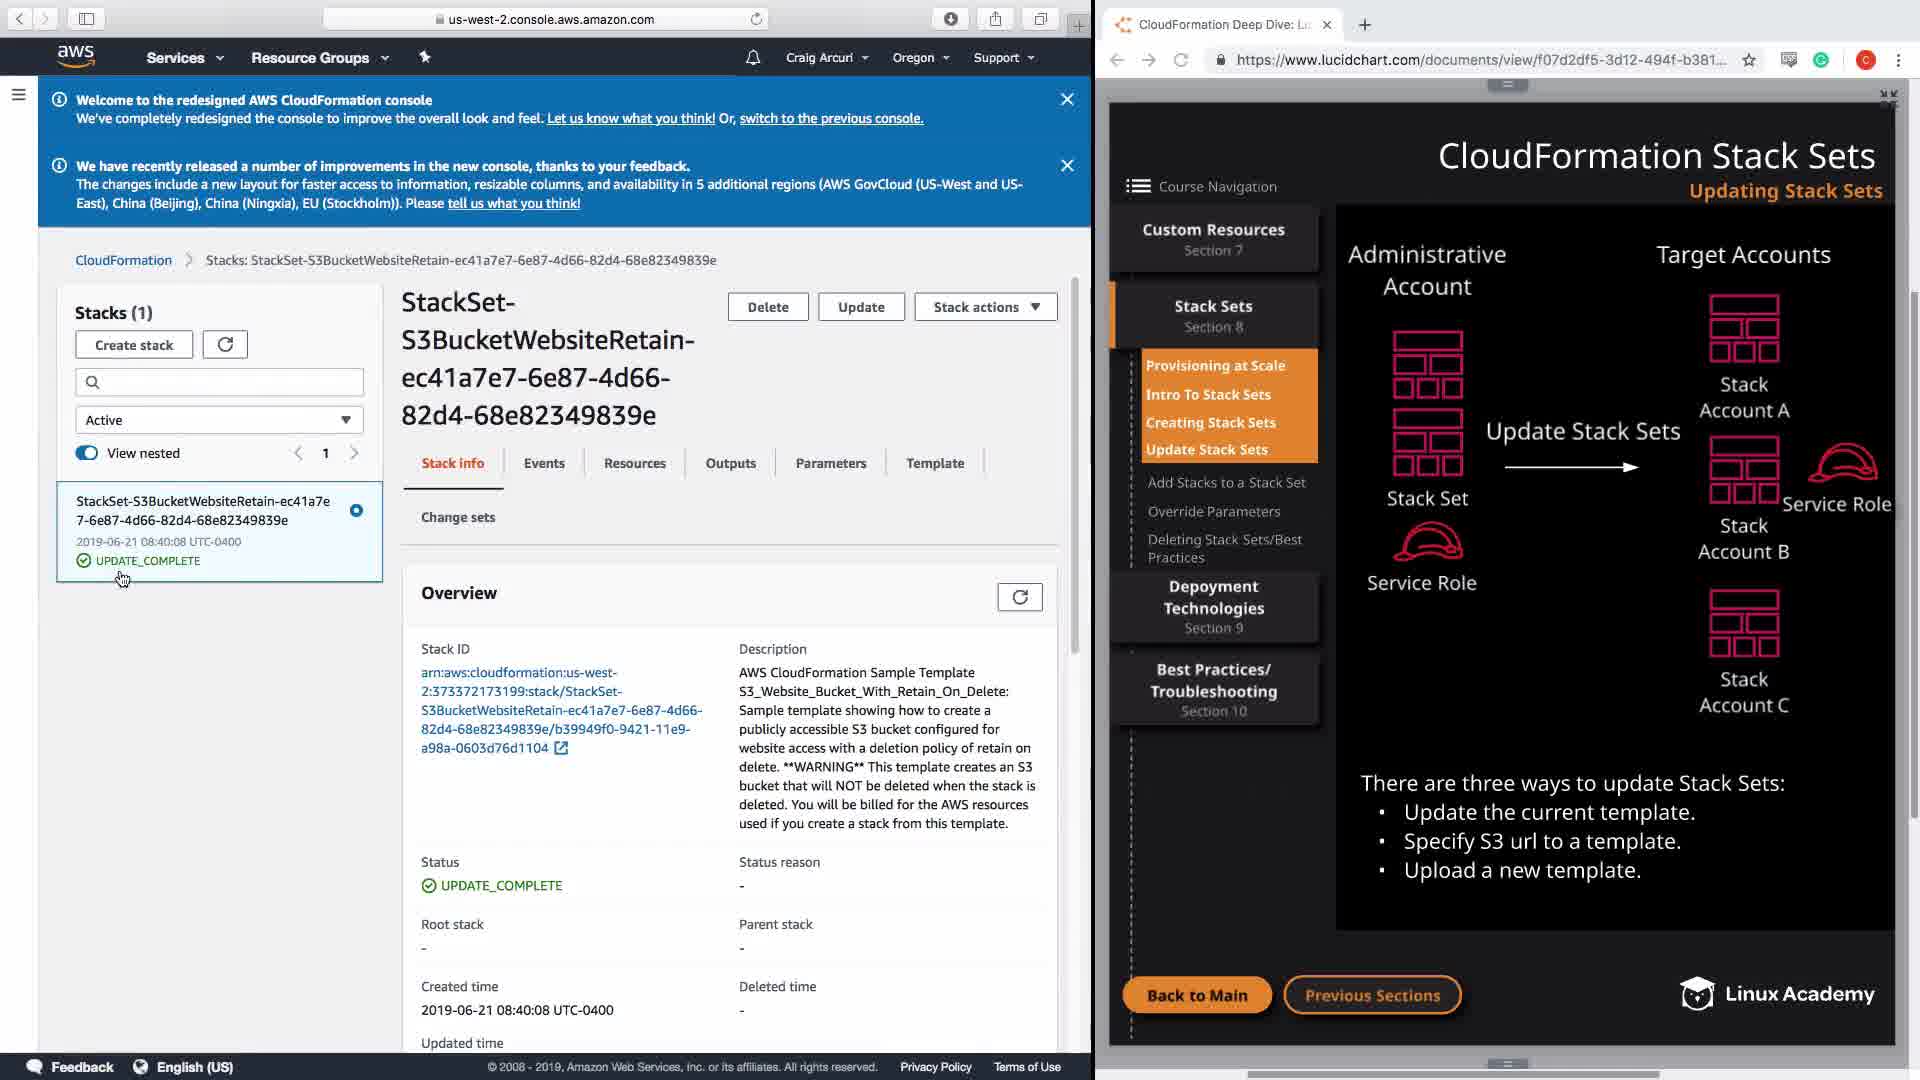 us-west-2.console.aws.amazon.com
aws
Services
Resource Groups
Craig Arcuri
Oregon
Support
Welcome to the redesigned AWS CloudFormation console
We've completely redesigned the console to improve the overall look and feel. Let us know what you think! Or, switch to the previous console.
We have recently released a number of improvements in the new console, thanks to your feedback.
The changes include a new layout for faster access to information, resizable columns, and availability in 5 additional regions (AWS GovCloud (US-West and US-
East), China (Beijing), China (Ningxia), EU (Stockholm)). Please tell us what you think!
CloudFormation
Stacks: StackSet-S3BucketWebsiteRetain-ec41a7e7-6e87-4d66-82d4-68e82349839e
Stacks (1)
Create stack
Active
View nested
1
StackSet-S3BucketWebsiteRetain-ec41a7e
7-6e87-4d66-82d4-68e82349839e
2019-06-21 08:40:08 UTC-0400
UPDATE_COMPLETE
StackSet-
S3BucketWebsiteRetain-
ec41a7e7-6e87-4d66-
82d4-68e82349839e
Delete
Update
Stack actions
Stack info
Events
Resources
Outputs
Parameters
Template
Change sets
Overview
Stack ID
arn:aws:cloudformation:us-west-
2:373372173199:stack/StackSet-
S3BucketWebsiteRetain-ec41a7e7-6e87-4d66-
82d4-68e82349839e/b39949f0-9421-11e9-
a98a-0603d76d1104
Description
AWS CloudFormation Sample Template
S3_Website_Bucket_With_Retain_On_Delete:
Sample template showing how to create a
publicly accessible S3 bucket configured for
website access with a deletion policy of retain on
delete. **WARNING** This template creates an S3
bucket that will NOT be deleted when the stack is
deleted. You will be billed for the AWS resources
used if you create a stack from this template.
Status
UPDATE_COMPLETE
Status reason
-
Root stack
-
Parent stack
-
Created time
2019-06-21 08:40:08 UTC-0400
Deleted time
-
Updated time
Feedback
English (US)
© 2008 - 2019, Amazon Web Services, Inc. or its affiliates. All rights reserved.
Privacy Policy
Terms of Use
CloudFormation Deep Dive: Lu
https://www.lucidchart.com/documents/view/f07d2df5-3d12-494f-b381...
C
CloudFormation Stack Sets
Updating Stack Sets
Course Navigation
Custom Resources
Section 7
Stack Sets
Section 8
Provisioning at Scale
Intro To Stack Sets
Creating Stack Sets
Update Stack Sets
Add Stacks to a Stack Set
Override Parameters
Deleting Stack Sets/Best
Practices
Depoyment
Technologies
Section 9
Best Practices/
Troubleshooting
Section 10
Administrative
Account
Stack Set
Service Role
Update Stack Sets
Target Accounts
Stack
Account A
Stack
Account B
Service Role
Stack
Account C
There are three ways to update Stack Sets:
• Update the current template.
• Specify S3 url to a template.
• Upload a new template.
Back to Main
Previous Sections
Linux Academy